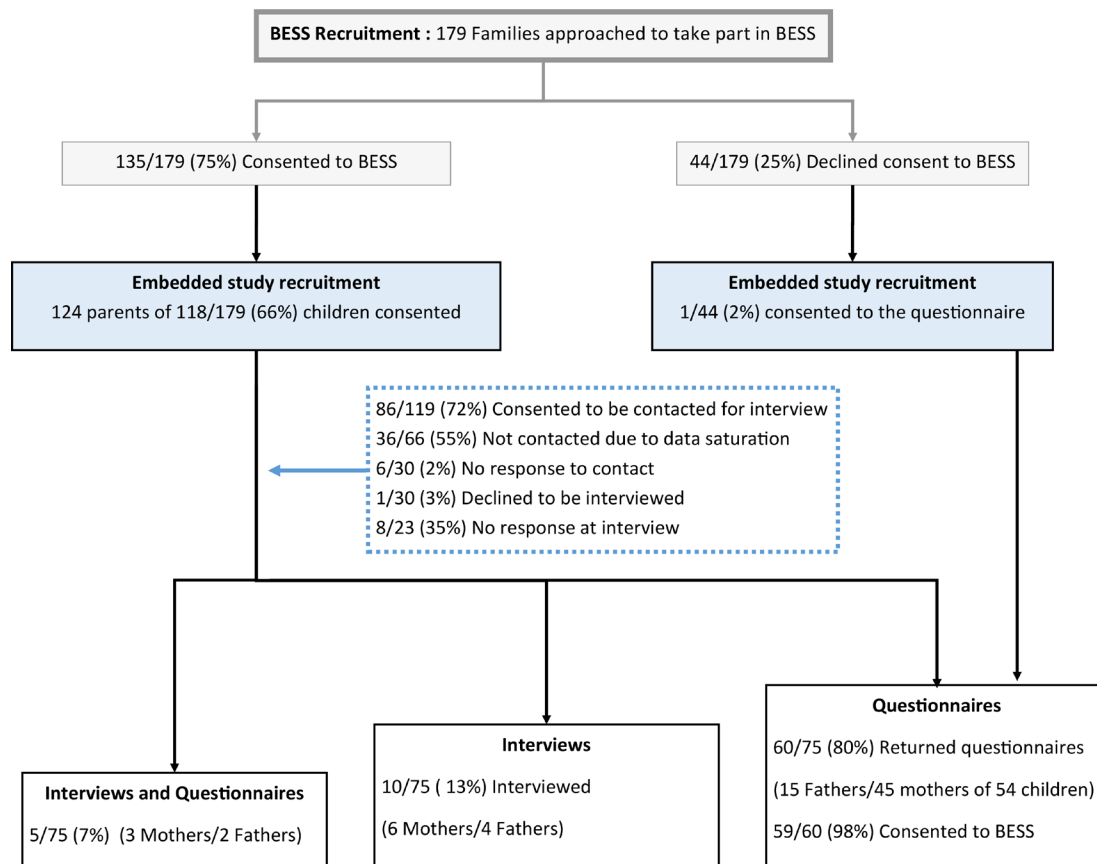 BESS Recruitment : 179 Families approached to take part in BESS
135/179 (75%) Consented to BESS
44/179 (25%) Declined consent to BESS
Embedded study recruitment
124 parents of 118/179 (66%) children consented
Embedded study recruitment
1/44 (2%) consented to the questionnaire
86/119 (72%) Consented to be contacted for interview
36/66 (55%) Not contacted due to data saturation
6/30 (2%) No response to contact
1/30 (3%) Declined to be interviewed
8/23 (35%) No response at interview
Interviews and Questionnaires
5/75 (7%) (3 Mothers/2 Fathers)
Interviews
10/75 ( 13%) Interviewed
(6 Mothers/4 Fathers)
Questionnaires
60/75 (80%) Returned questionnaires
(15 Fathers/45 mothers of 54 children)
59/60 (98%) Consented to BESS